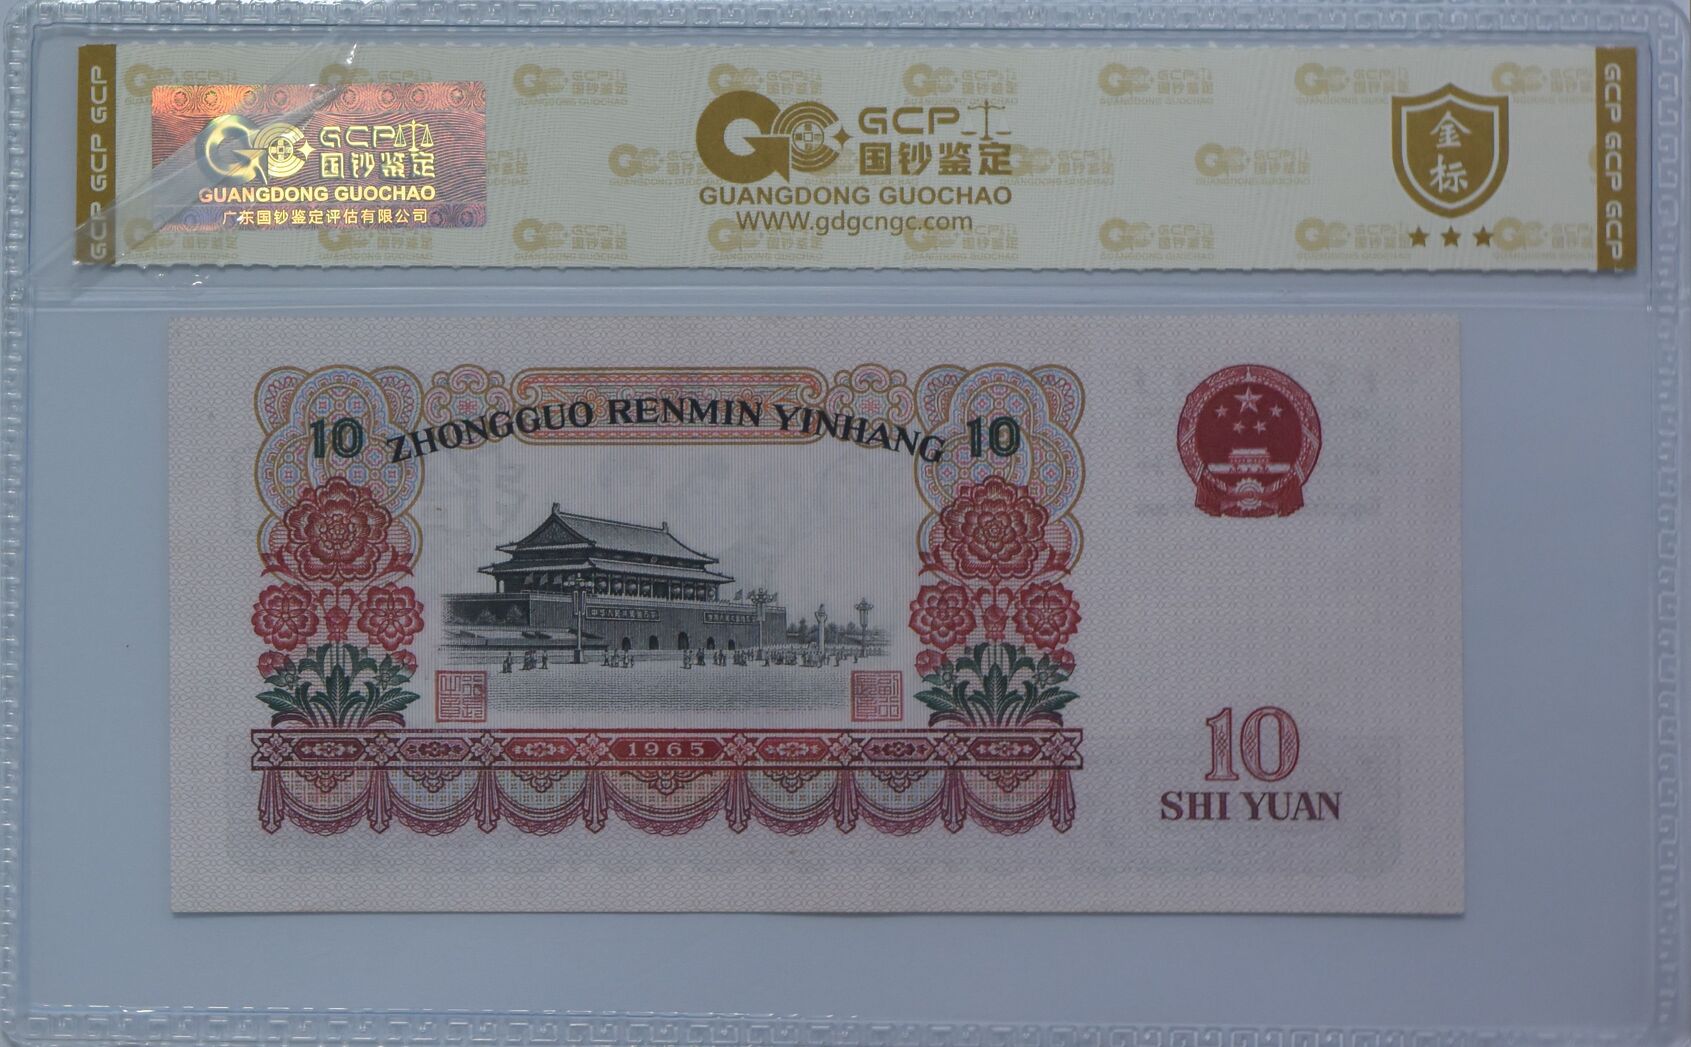 GCP GCP GCP
GCP 国钞鉴定
GUANGDONG GUOCHAO
广东国钞鉴定评估有限公司
GCP
国钞鉴定
GUANGDONG GUOCHAO
WWW.gdgcngc.com
金标
GCP GCP GCP GCP
10 ZHONGGUO RENMIN YINHANG 10
1965
10
SHI YUAN